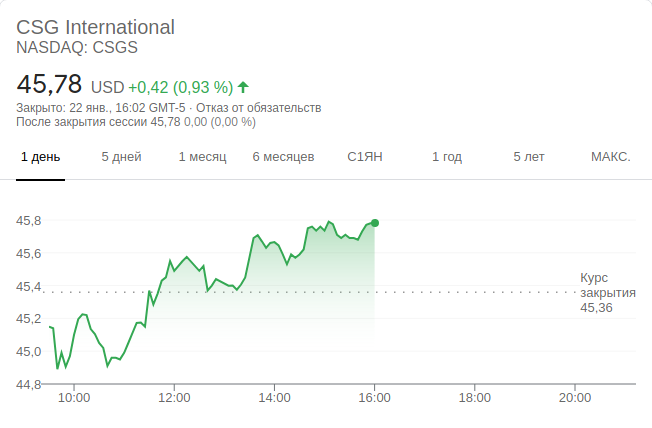 CSG International
NASDAQ: CSGS
45,78 USD +0,42 (0,93 %)
Закрыто: 22 янв., 16:02 GMT-5 · Отказ от обязательств
После закрытия сессии 45,78 0,00 (0,00 %)
1 день 5 дней 1 месяц 6 месяцев С1ЯН 1 год 5 лет МАКС.
45,8
45,6
45,4
45,2
45,0
44,8
Курс
закрытия
45,36
10:00 12:00 14:00 16:00 18:00 20:00